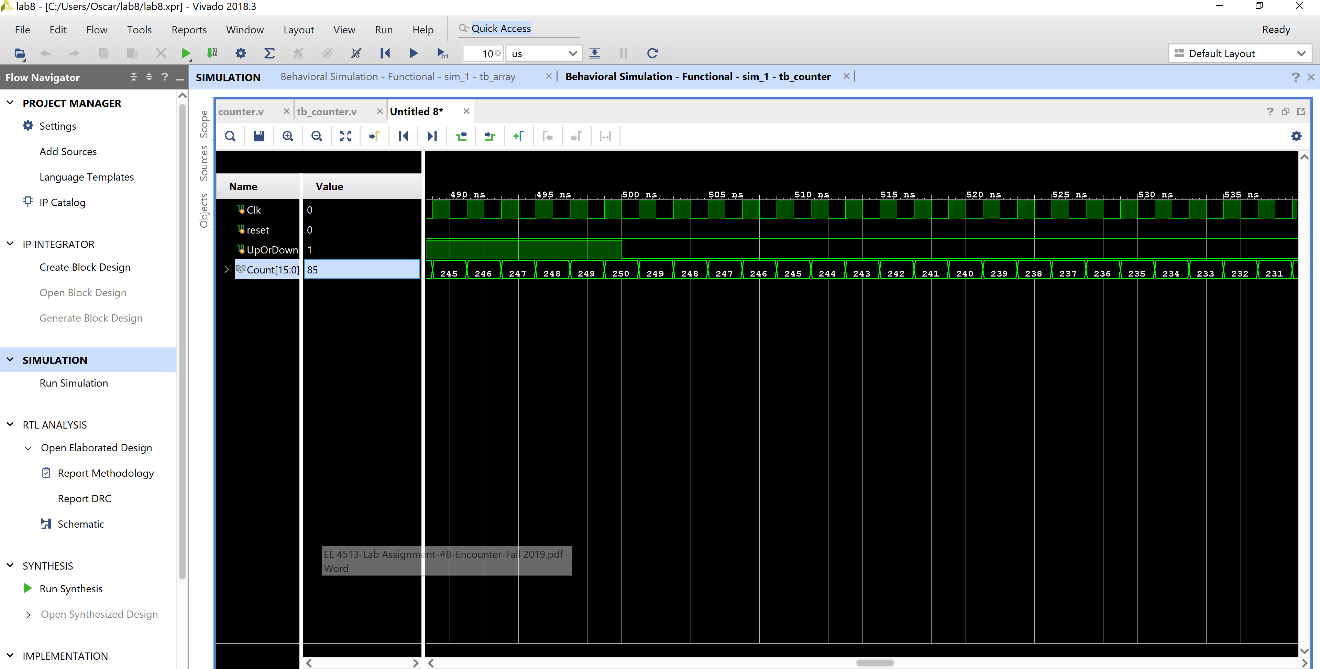 lab8 - [C:/Users/Oscar/lab8/lab8.xpr] - Vivado 2018.3
File Edit Flow Tools Reports Window Layout View Run Help Quick Access Ready
10 us Default Layout
Flow Navigator
SIMULATION Behavioral Simulation - Functional - sim_1 - tb_array Behavioral Simulation - Functional - sim_1 - tb_counter
PROJECT MANAGER
Settings
Add Sources
Language Templates
IP Catalog
IP INTEGRATOR
Create Block Design
Open Block Design
Generate Block Design
SIMULATION
Run Simulation
RTL ANALYSIS
Open Elaborated Design
Report Methodology
Report DRC
Schematic
SYNTHESIS
Run Synthesis
Open Synthesized Design
IMPLEMENTATION
Scope
Sources
Objects
counter.v tb_counter.v Untitled 8*
Name Value
Clk 0
reset 0
UpOrDown 1
Count[15:0] 85
490 ns 495 ns 500 ns 505 ns 510 ns 515 ns 520 ns 525 ns 530 ns 535 ns
245 246 247 248 249 250 249 248 247 246 245 244 243 242 241 240 239 238 237 236 235 234 233 232 231
EE 4513-Lab Assignment-#8-Encounter-Fall 2019.pdf -
Word